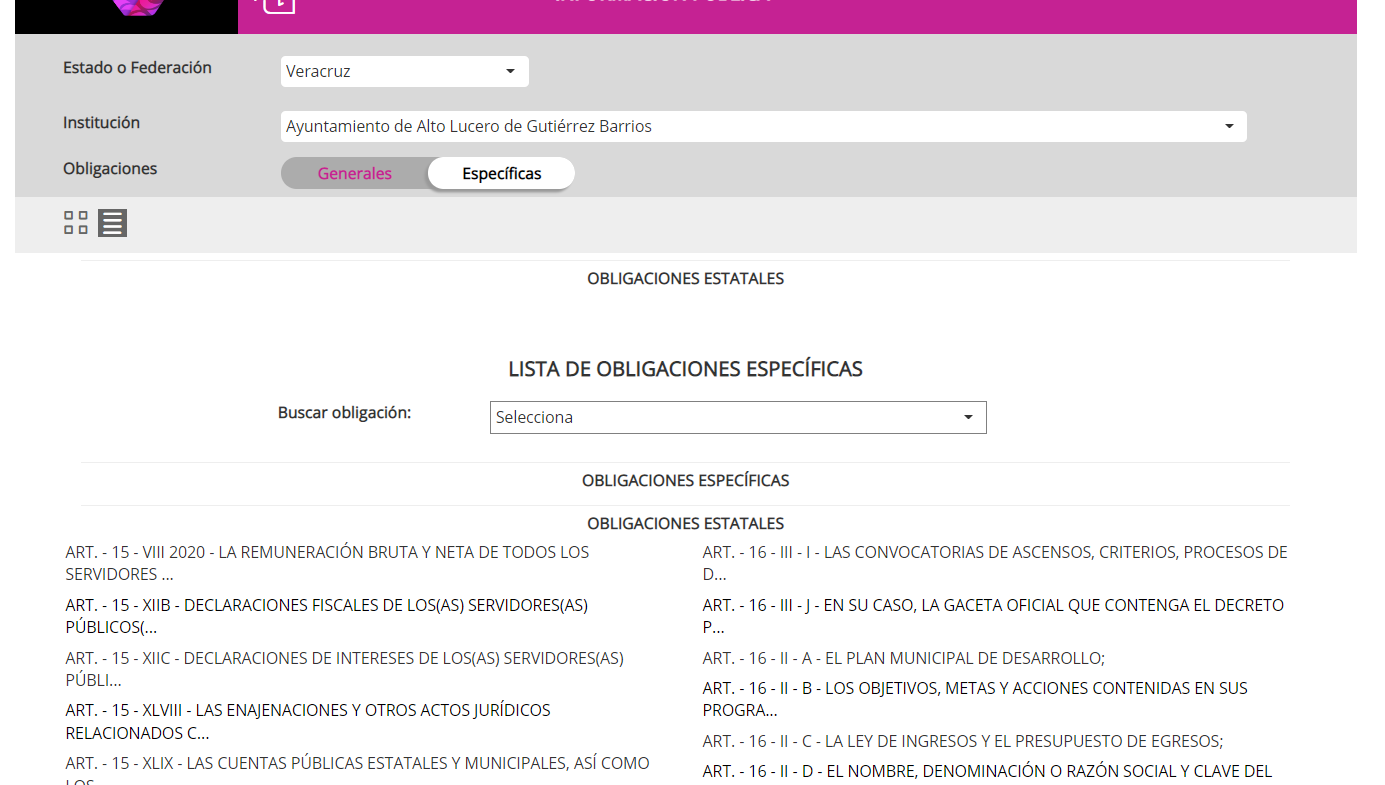 INFORMACIÓN PÚBLICA
Estado o Federación
Veracruz
Institución
Ayuntamiento de Alto Lucero de Gutiérrez Barrios
Obligaciones
Generales
Específicas
OBLIGACIONES ESTATALES
LISTA DE OBLIGACIONES ESPECÍFICAS
Buscar obligación:
Selecciona
OBLIGACIONES ESPECÍFICAS
OBLIGACIONES ESTATALES
ART. - 15 - VIII 2020 - LA REMUNERACIÓN BRUTA Y NETA DE TODOS LOS
SERVIDORES ...
ART. - 15 - XIIB - DECLARACIONES FISCALES DE LOS(AS) SERVIDORES(AS)
PÚBLICOS(...
ART. - 15 - XIIC - DECLARACIONES DE INTERESES DE LOS(AS) SERVIDORES(AS)
PÚBLI...
ART. - 15 - XLVIII - LAS ENAJENACIONES Y OTROS ACTOS JURÍDICOS
RELACIONADOS C...
ART. - 15 - XLIX - LAS CUENTAS PÚBLICAS ESTATALES Y MUNICIPALES, ASÍ COMO
LOS
ART. - 16 - III - I - LAS CONVOCATORIAS DE ASCENSOS, CRITERIOS, PROCESOS DE
D...
ART. - 16 - III - J - EN SU CASO, LA GACETA OFICIAL QUE CONTENGA EL DECRETO
P...
ART. - 16 - II - A - EL PLAN MUNICIPAL DE DESARROLLO;
ART. - 16 - II - B - LOS OBJETIVOS, METAS Y ACCIONES CONTENIDAS EN SUS
PROGRA...
ART. - 16 - II - C - LA LEY DE INGRESOS Y EL PRESUPUESTO DE EGRESOS;
ART. - 16 - II - D - EL NOMBRE, DENOMINACIÓN O RAZÓN SOCIAL Y CLAVE DEL